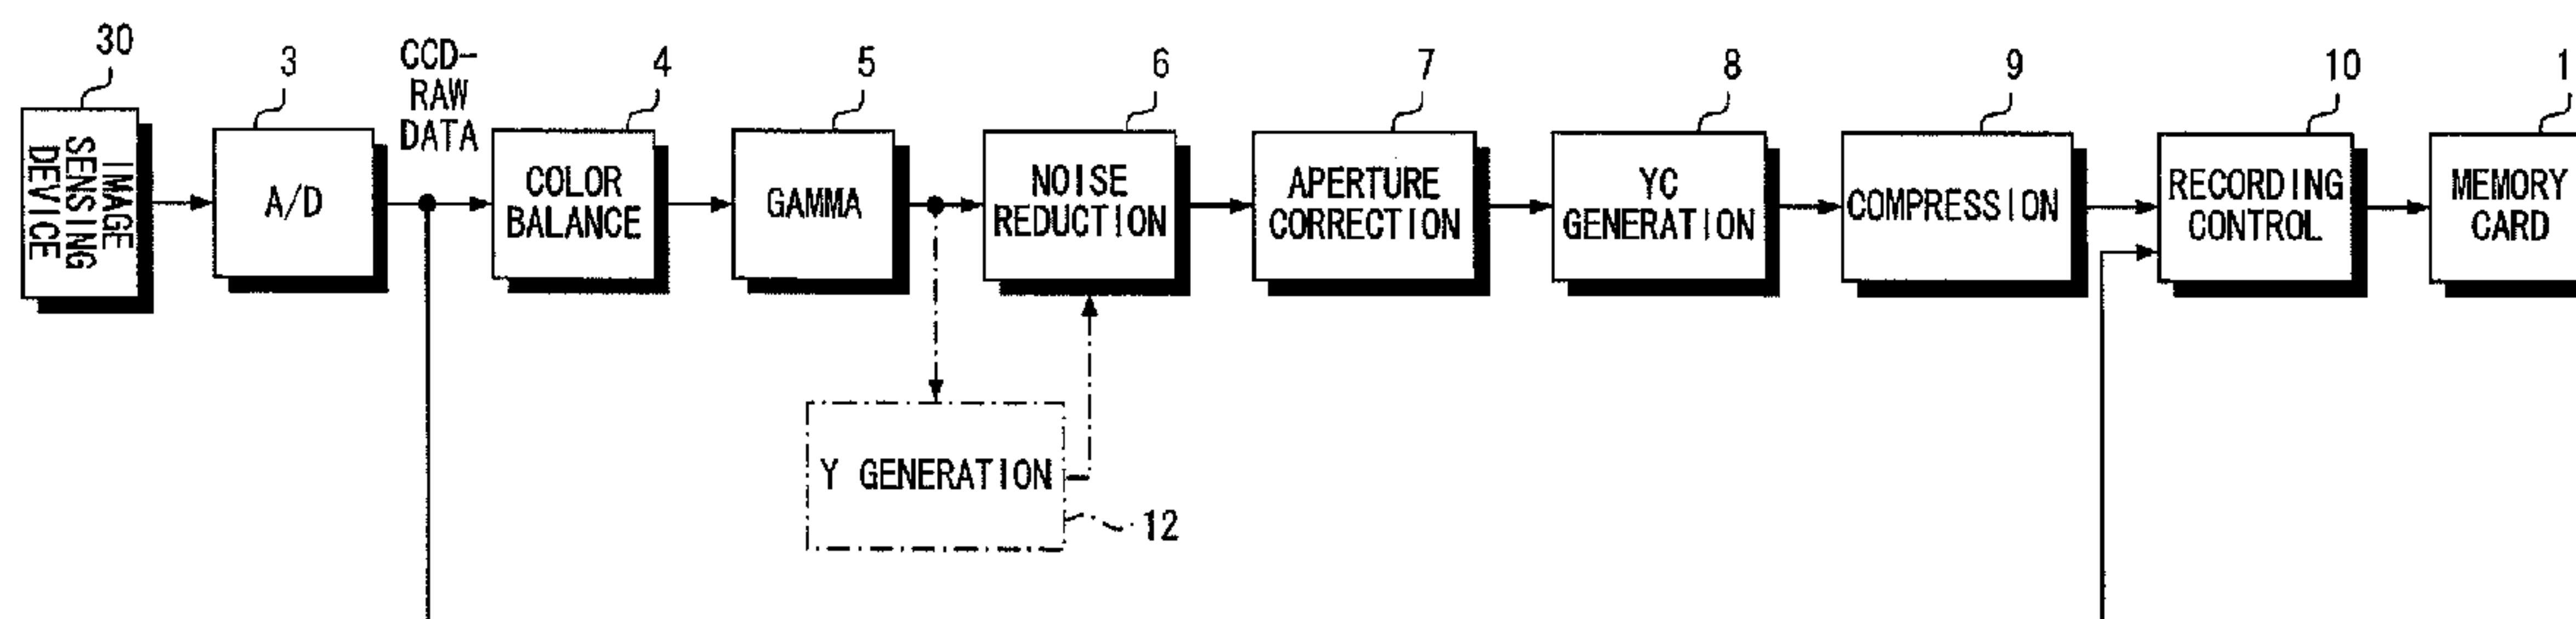 30
3
CCD-
RAW
DATA
4
5
6
7
8
9
10
1
IMAGE
SENSING
DEVICE
A/D
COLOR
BALANCE
GAMMA
NOISE
REDUCTION
APERTURE
CORRECTION
YC
GENERATION
COMPRESSION
RECORDING
CONTROL
MEMORY
CARD
Y GENERATION
12